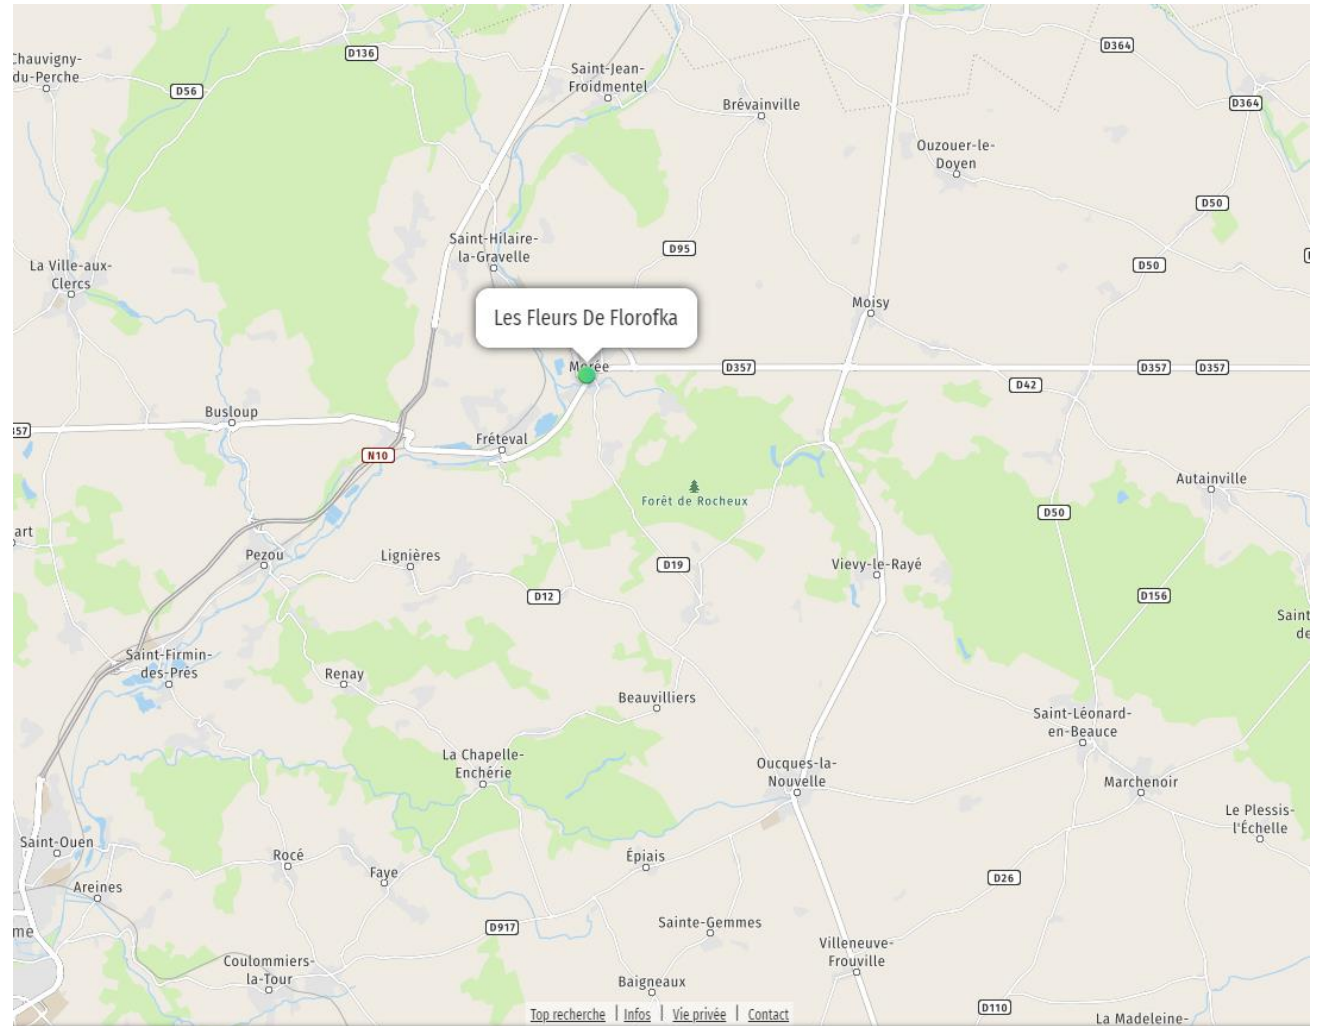 D136
D364
Chauvigny-
du-Perche
Saint-Jean-
Froidmentel
D56
Brévainville
D364
Ouzouer-le-
Doyen
D50
Saint-Hilaire-
la-Gravelle
D95
La Ville-aux-
Clercs
D50
Moisy
Les Fleurs De Florofka
Morée
D357
D357
D357
D42
Busloup
Fréteval
N10
Autainville
Forêt de Rocheux
D50
Pezou
Lignières
D19
Vievy-le-Rayé
D12
D156
Saint-Firmin-
des-Prés
Renay
Beauvilliers
Saint-Léonard-
en-Beauce
La Chapelle-
Enchérie
Oucques-la-
Nouvelle
Marchenoir
Le Plessis-
l'Échelle
Saint-Ouen
Rocé
Épiais
Faye
Areines
D26
D917
Sainte-Gemmes
Villeneuve-
Frouville
Coulommiers-
la-Tour
Baigneaux
D110
La Madeleine-
Top recherche | Infos | Vie privée | Contact